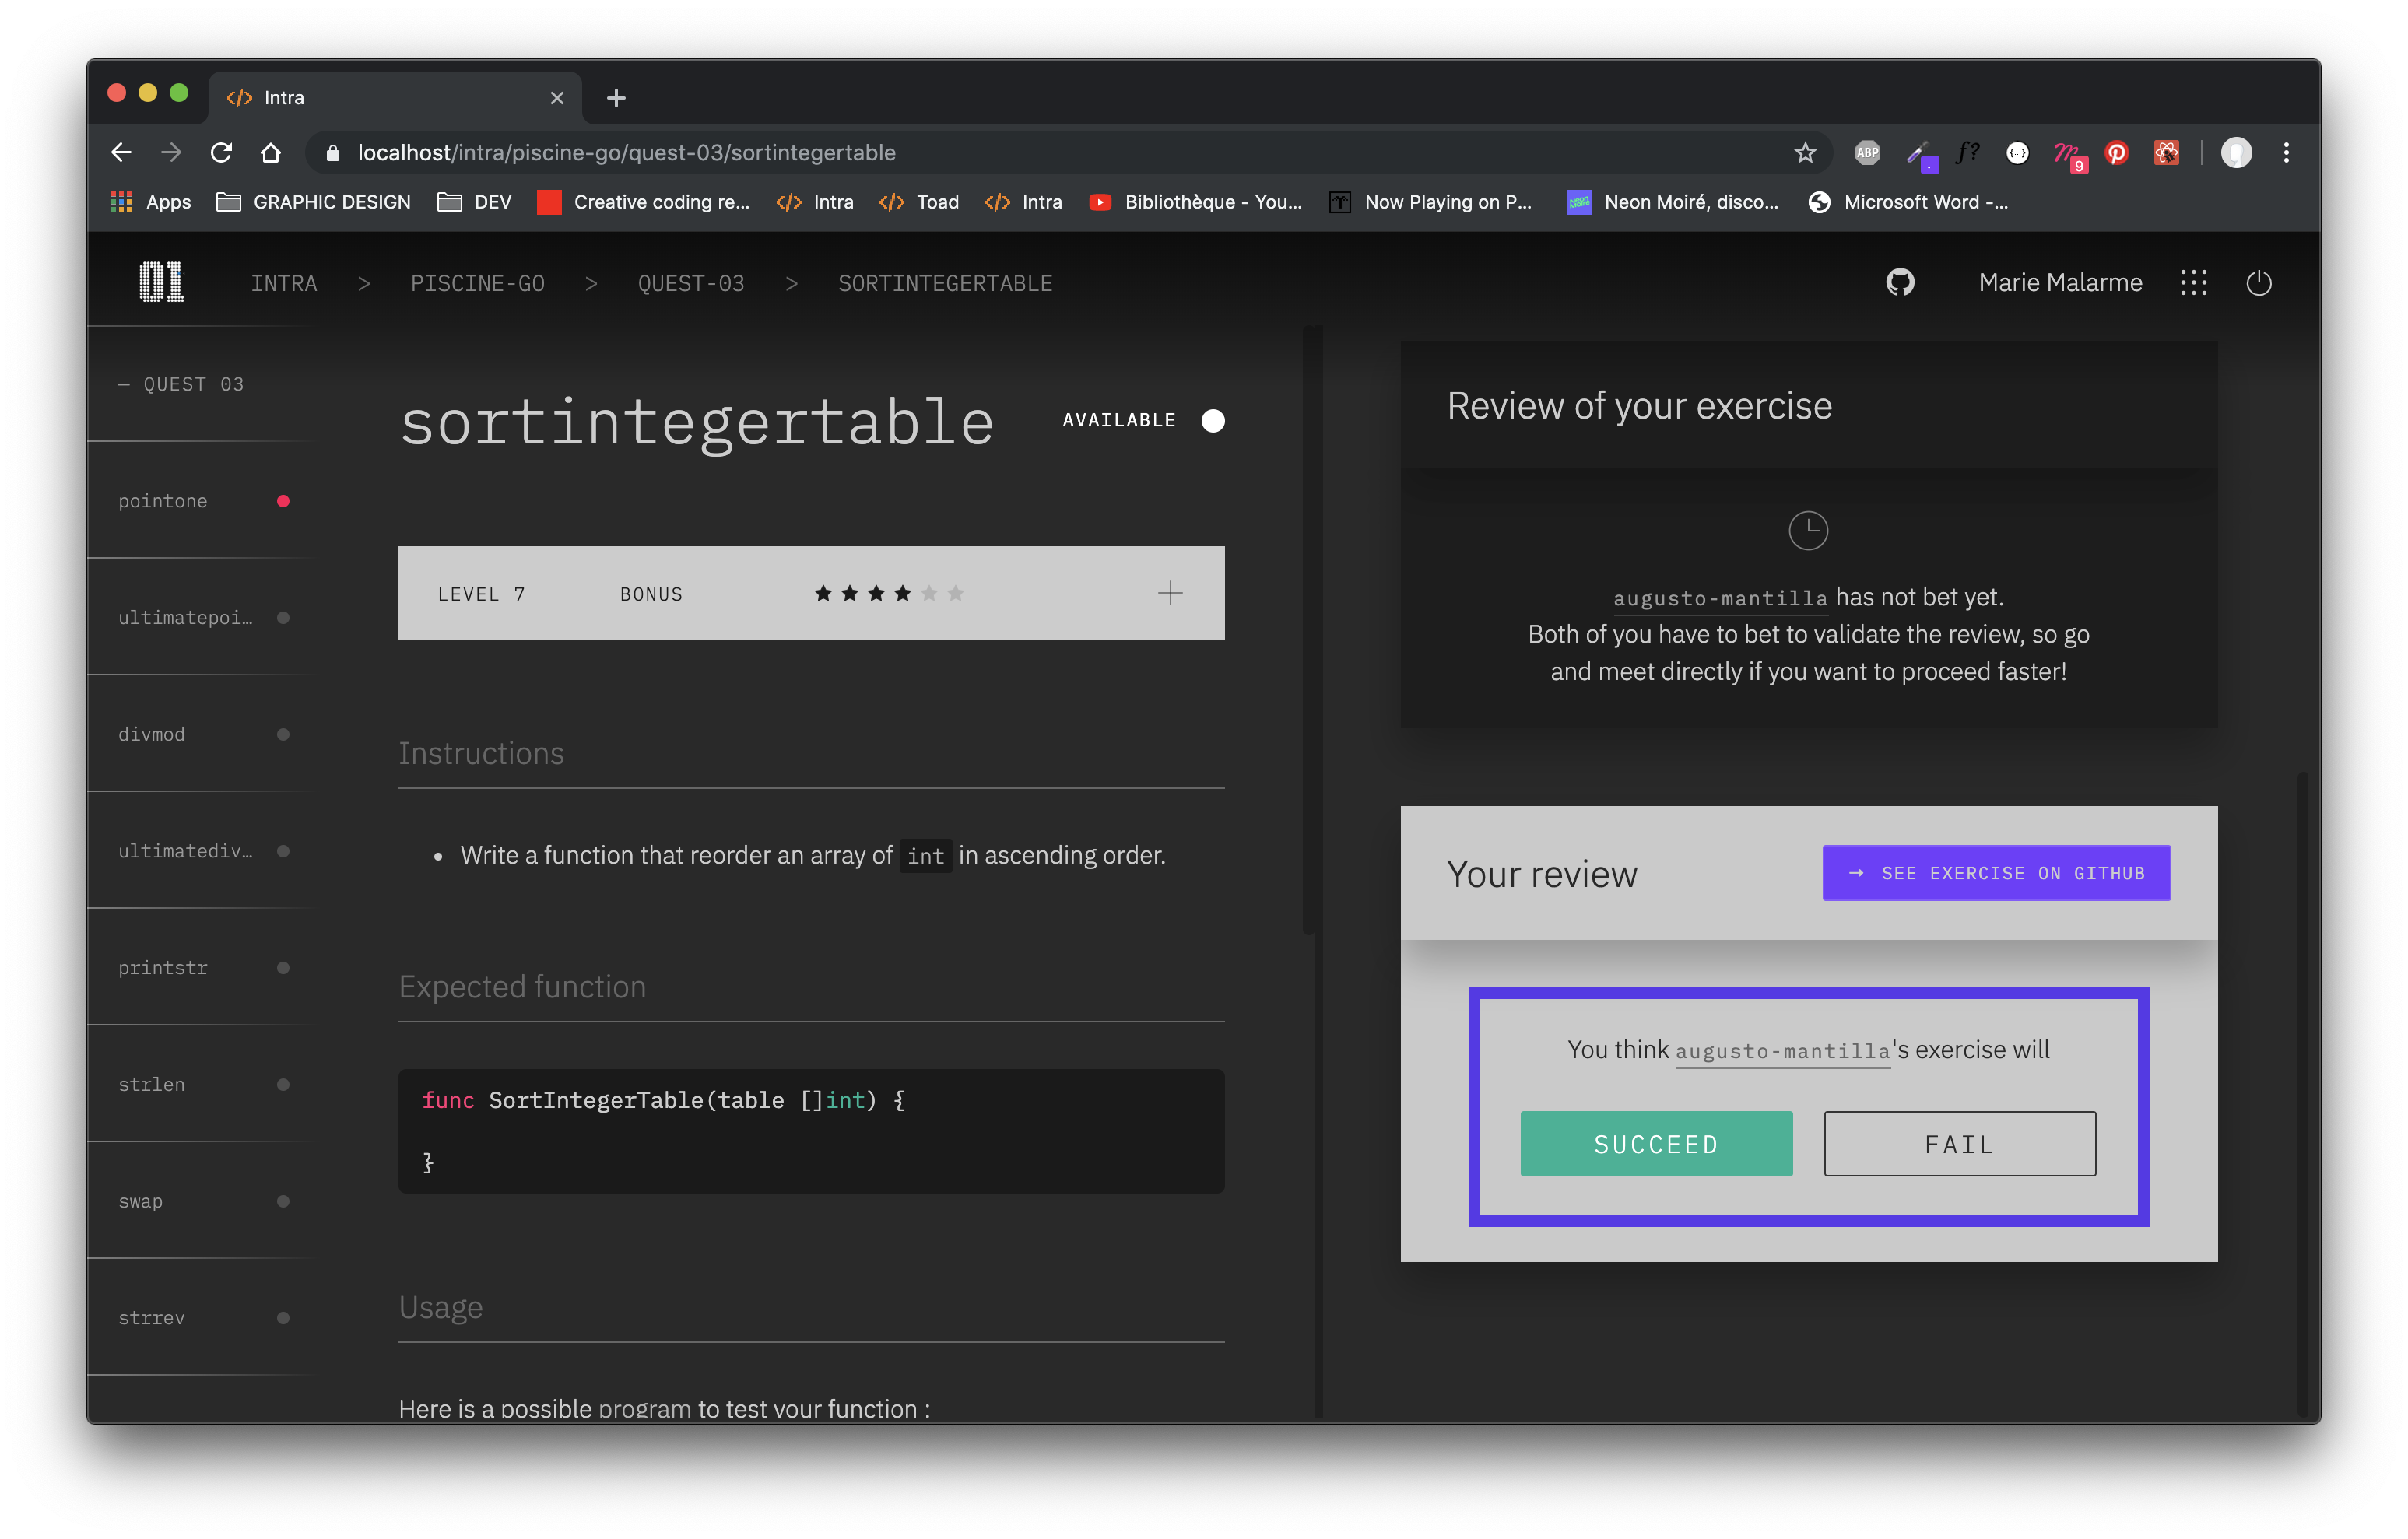 Intra
localhost/intra/piscine-go/quest-03/sortintegertable
ABP
f?
{...}
9
Apps
GRAPHIC DESIGN
DEV
Creative coding re...
Intra
Toad
Intra
Bibliothèque - You...
Now Playing on P...
Neon Moiré, disco...
Microsoft Word -...
01
INTRA > PISCINE-GO > QUEST-03 > SORTINTEGERTABLE
Marie Malarme
— QUEST 03
pointone
ultimatepoi…
divmod
ultimatediv…
printstr
strlen
swap
strrev
sortintegertable
AVAILABLE
LEVEL 7 BONUS
Instructions
• Write a function that reorder an array of int in ascending order.
Expected function
func SortIntegerTable(table []int) {
}
Usage
Here is a possible program to test your function :
Review of your exercise
augusto-mantilla has not bet yet.
Both of you have to bet to validate the review, so go
and meet directly if you want to proceed faster!
Your review
→ SEE EXERCISE ON GITHUB
You think augusto-mantilla's exercise will
SUCCEED
FAIL